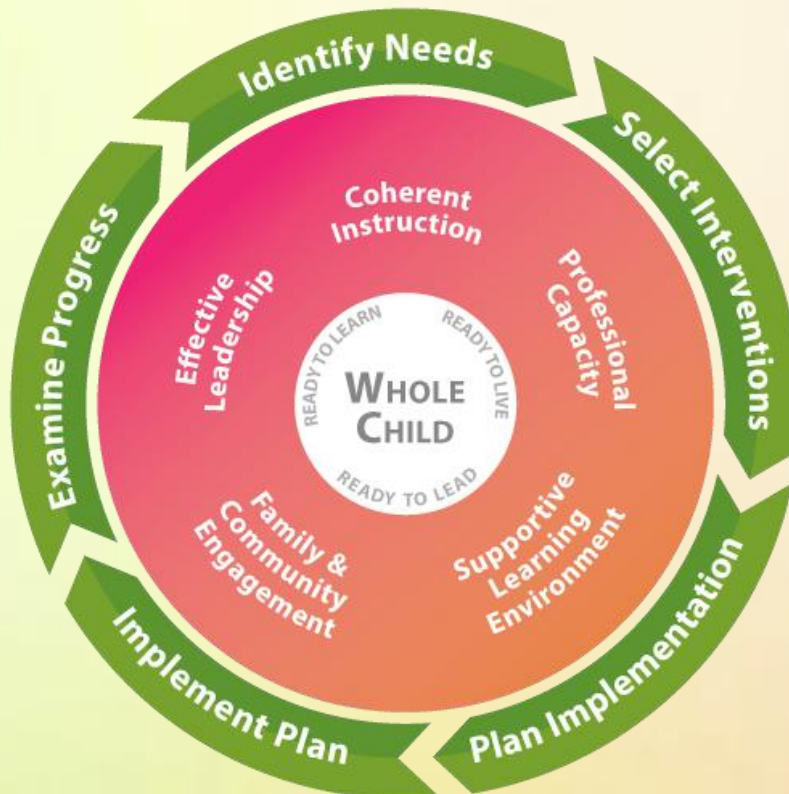 Identify Needs
Select Interventions
Plan Implementation
Implement Plan
Examine Progress
Coherent
Instruction
Professional
Capacity
Supportive
Learning
Environment
Family &
Community
Engagement
Effective
Leadership
READY TO LEARN
READY TO LIVE
READY TO LEAD
WHOLE
CHILD